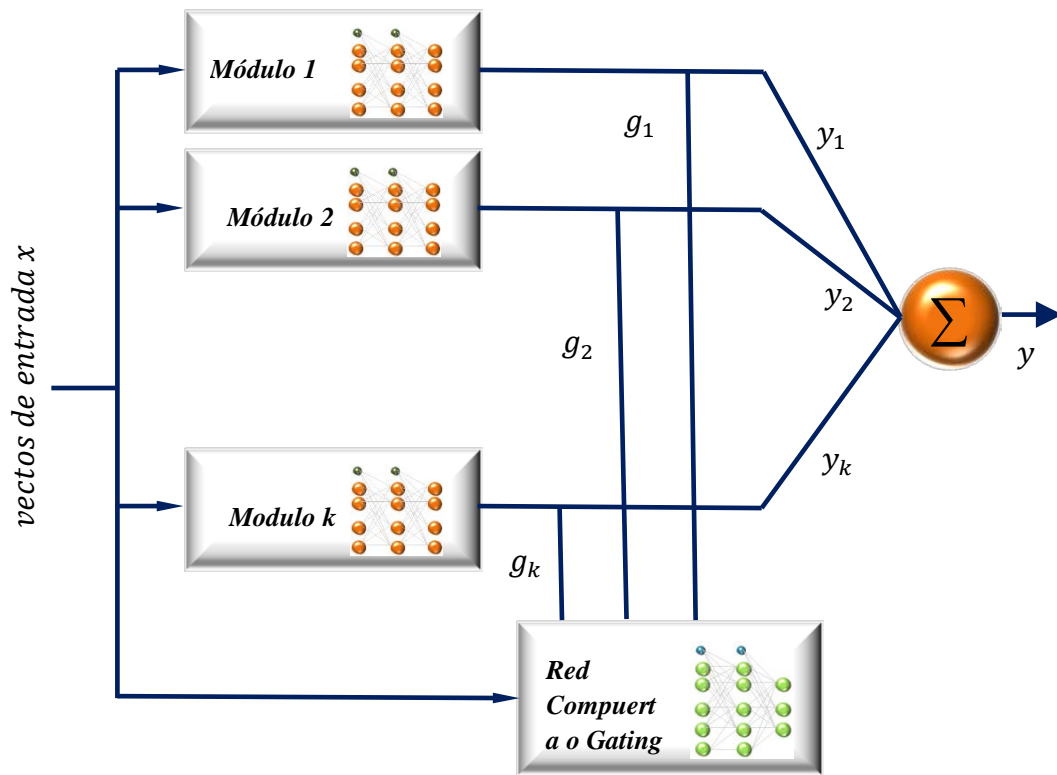 Módulo 1
g₁
y₁
Módulo 2
vectos de entrada x
y₂
g₂
Σ
y
yₖ
Modulo k
gₖ
Red
Compuert
a o Gating